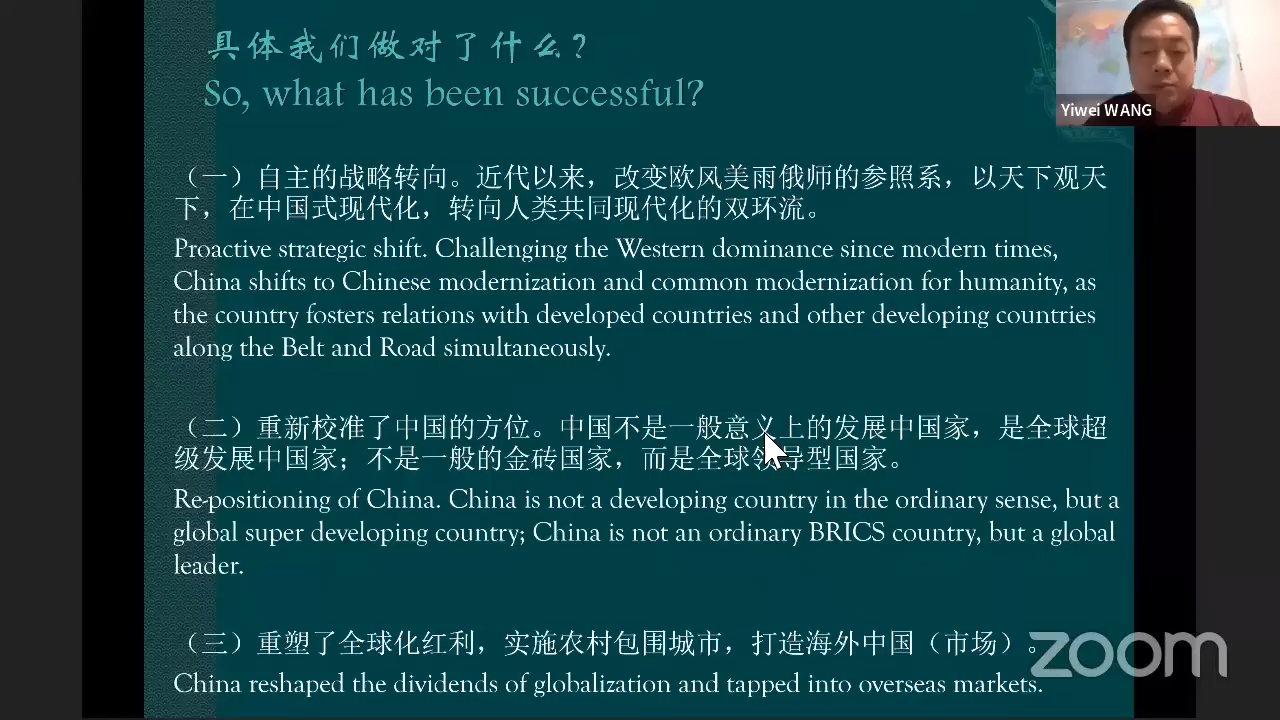 具体我们做对了什么？
So, what has been successful?
Yiwei WANG
（一）自主的战略转向。近代以来，改变欧风美雨俄师的参照系，以天下观天
下，在中国式现代化，转向人类共同现代化的双环流。
Proactive strategic shift. Challenging the Western dominance since modern times,
China shifts to Chinese modernization and common modernization for humanity, as
the country fosters relations with developed countries and other developing countries
along the Belt and Road simultaneously.
（二）重新校准了中国的方位。中国不是一般意义上的发展中国家，是全球超
级发展中国家；不是一般的金砖国家，而是全球领导型国家。
Re-positioning of China. China is not a developing country in the ordinary sense, but a
global super developing country; China is not an ordinary BRICS country, but a global
leader.
（三）重塑了全球化红利，实施农村包围城市，打造海外中国（市场）。
China reshaped the dividends of globalization and tapped into overseas markets.
zoom